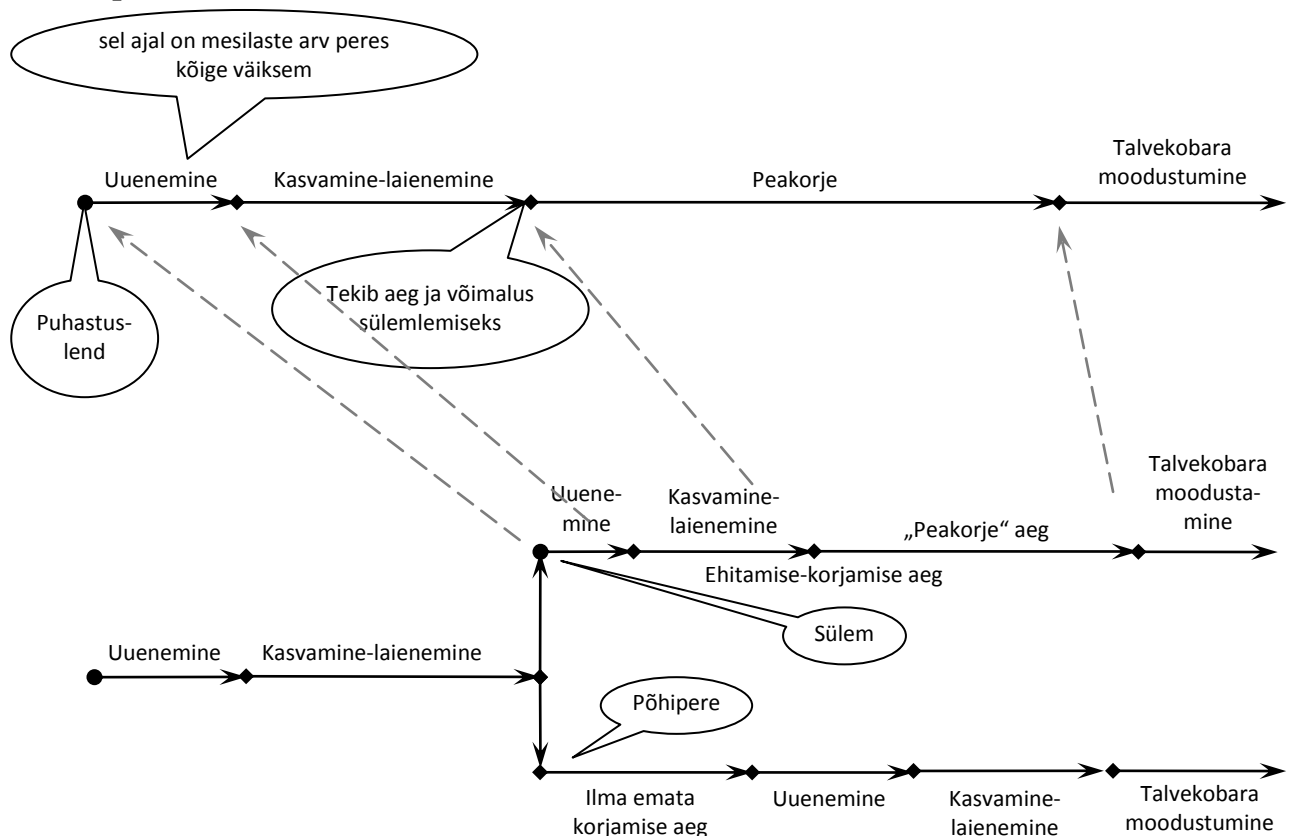 sel ajal on mesilaste arv peres
kõige väiksem
Uuenemine
Kasvamine-laienemine
Peakorje
Talvekobara
moodustumine
Puhastus-
lend
Tekib aeg ja võimalus
sülemlemiseks
Uuene-
mine
Kasvamine-
laienemine
„Peakorje“ aeg
Talvekobara
moodusta-
mine
Ehitamise-korjamise aeg
Sülem
Uuenemine
Kasvamine-laienemine
Põhipere
Ilma emata
korjamise aeg
Uuenemine
Kasvamine-
laienemine
Talvekobara
moodustumine